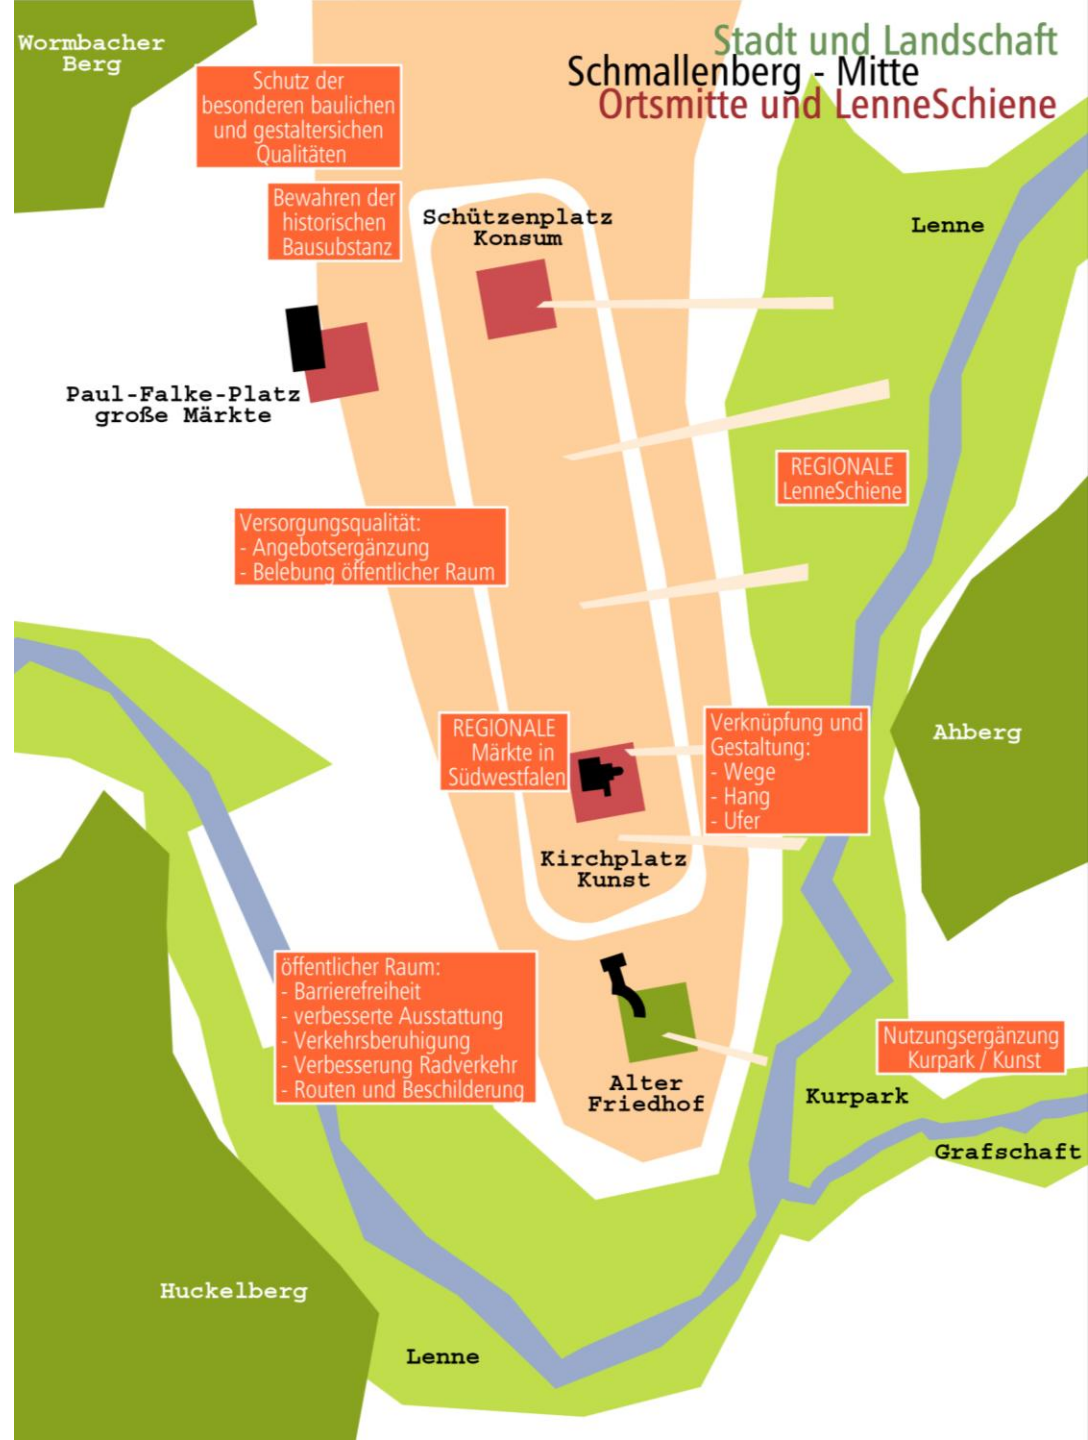 Stadt und Landschaft
Schmallenberg - Mitte
Ortsmitte und LenneSchiene
Wormbacher
Berg
Schutz der
besonderen baulichen
und gestaltersichen
Qualitäten
Bewahren der
historischen
Bausubstanz
Schützenplatz
Konsum
Lenne
Paul-Falke-Platz
große Märkte
REGIONALE
LenneSchiene
Versorgungsqualität:
- Angebotsergänzung
- Belebung öffentlicher Raum
REGIONALE
Märkte in
Südwestfalen
Verknüpfung und
Gestaltung:
- Wege
- Hang
- Ufer
Ahberg
Kirchplatz
Kunst
öffentlicher Raum:
- Barrierefreiheit
- verbesserte Ausstattung
- Verkehrsberuhigung
- Verbesserung Radverkehr
- Routen und Beschilderung
Nutzungsergänzung
Kurpark / Kunst
Alter
Friedhof
Kurpark
Grafschaft
Huckelberg
Lenne